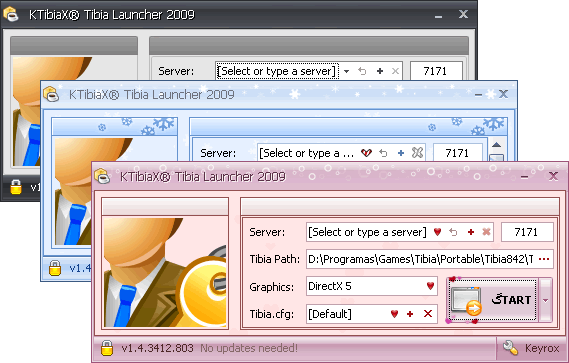 KTibiaX® Tibia Launcher 2009
Server: [Select or type a server] 7171
KTibiaX® Tibia Launcher 2009
Server: [Select or type a ... 7171
KTibiaX® Tibia Launcher 2009
Server: [Select or type a server] 7171
Tibia Path: D:\Programas\Games\Tibia\Portable\Tibia842\T ...
Graphics: DirectX 5
START
Tibia.cfg: [Default]
v1
v1.4
v1.4.3412.803 No updates needed! Keyrox